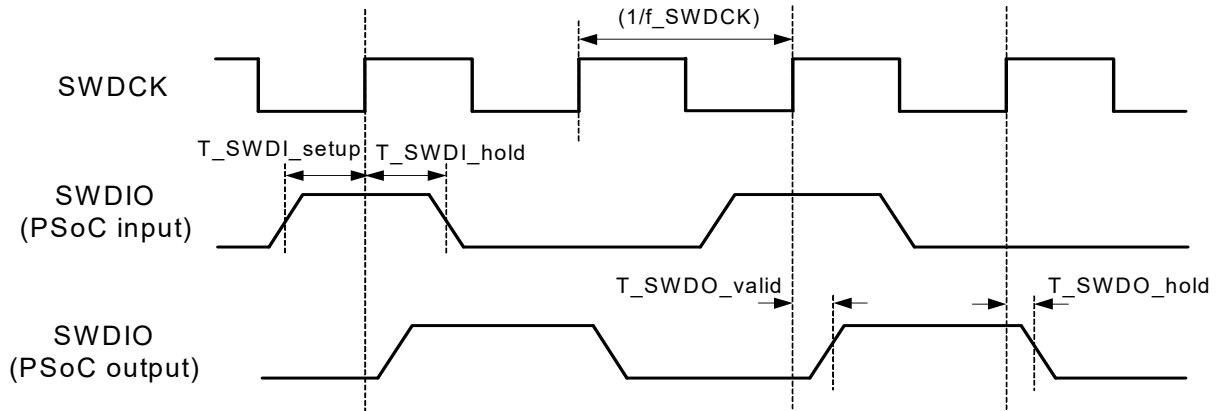 (1/f_SWDCK)
SWDCK
T_SWDI_setup
T_SWDI_hold
SWDIO
(PSoC input)
T_SWDO_valid
T_SWDO_hold
SWDIO
(PSoC output)